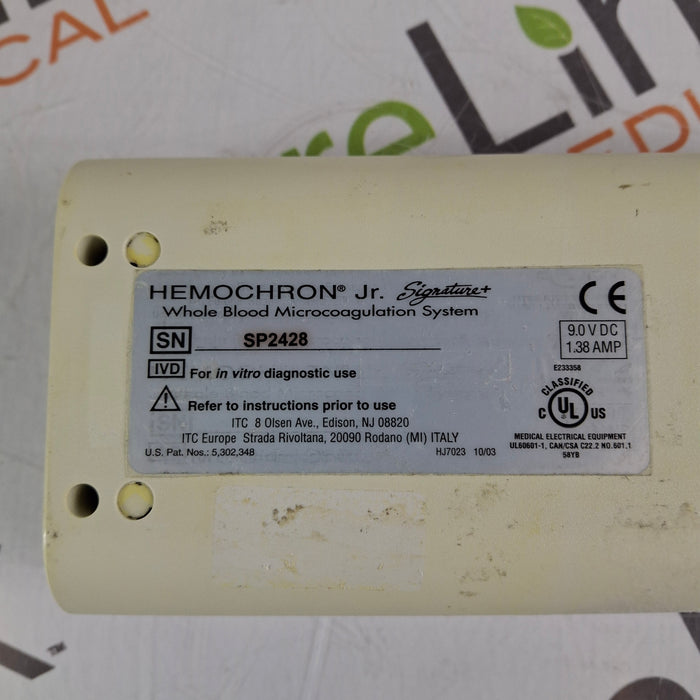 CAL
reLin
EDIC
HEMOCHRON® Jr. Signature+
Whole Blood Microcoagulation System
SN SP2428
IVD For in vitro diagnostic use
Refer to instructions prior to use
ITC 8 Olsen Ave., Edison, NJ 08820
ITC Europe Strada Rivoltana, 20090 Rodano (MI) ITALY
U.S. Pat. Nos.: 5,302,348 HJ7023 10/03
CE
9.0 V DC
1.38 AMP
E233358
CLASSIFIED
C UL US
MEDICAL ELECTRICAL EQUIPMENT
UL60601-1, CAN/CSA C22.2 NO.601.1
58YB